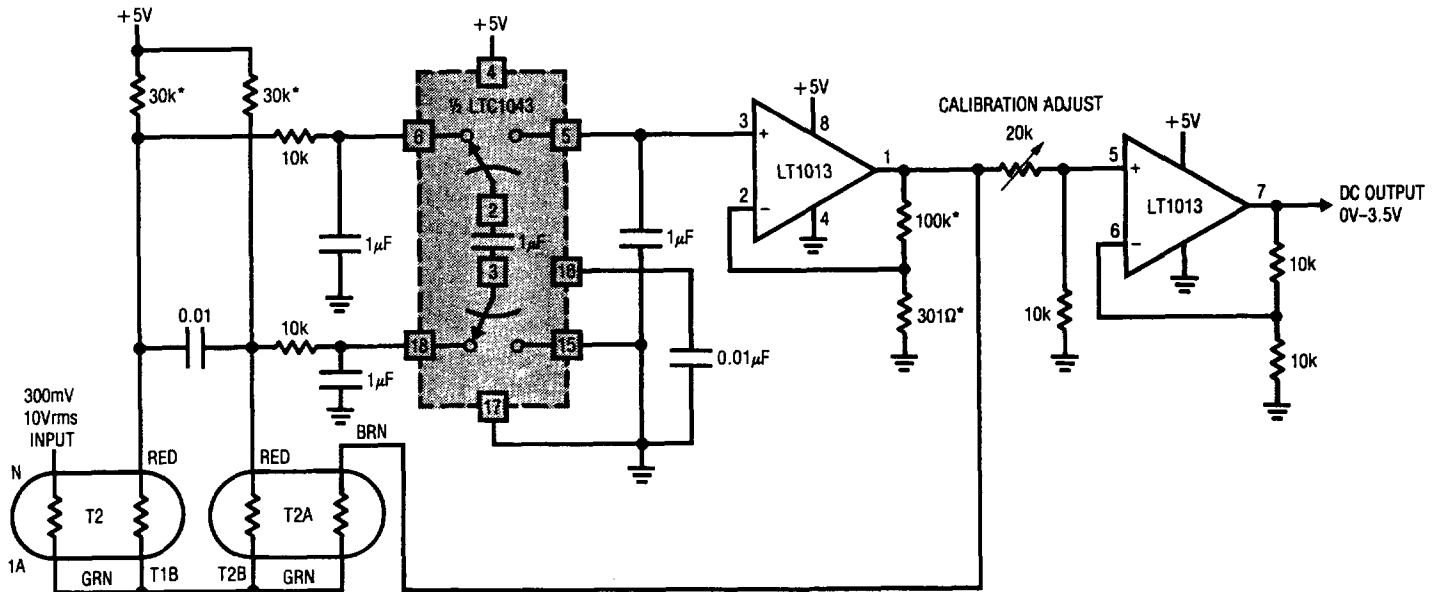 +5V
30k*
30k*
10k
1μF
0.01
10k
1μF
300mV
10Vrms
INPUT
N
1A
RED
T2
GRN
T1B
RED
T2A
T2B
GRN
BRN
+5V
4
½ LTC1043
6
5
2
1μF
3
16
18
15
17
1μF
0.01μF
+5V
3
+
8
LT1013
1
2
−
4
100k*
301Ω*
CALIBRATION ADJUST
20k
10k
+5V
5
+
LT1013
7
6
−
DC OUTPUT
0V–3.5V
10k
10k